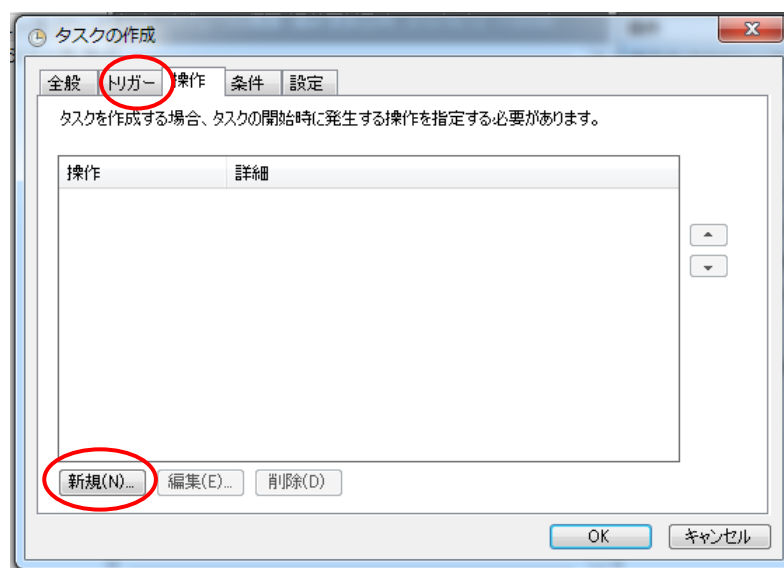 タスクの作成
全般 トリガー 操作 条件 設定
タスクを作成する場合、タスクの開始時に発生する操作を指定する必要があります。
操作 詳細
新規(N)... 編集(E)... 削除(D)
OK キャンセル